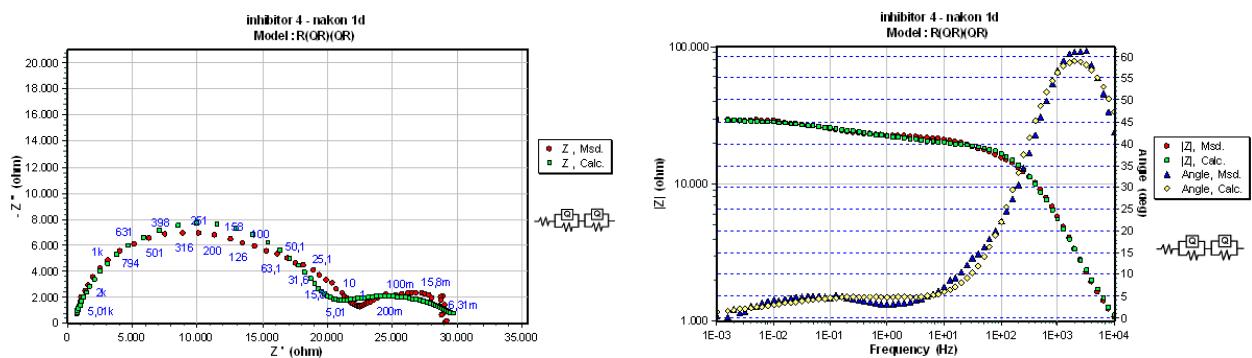 inhibitor 4 - nakon 1d
Model : R(QR)(QR)
20.000
18.000
16.000
14.000
12.000
10.000
8.000
6.000
4.000
2.000
0
- Z '' (ohm)
0
5.000
10.000
15.000
20.000
25.000
30.000
35.000
Z ' (ohm)
5,01k
2k
1k
794
631
501
398
316
251
200
158
126
100
63,1
50,1
31,6
25,1
5,01
10
1
200m
100m
15,8m
6,31m
Z , Msd.
Z , Calc.
Q
Q
inhibitor 4 - nakon 1d
Model : R(QR)(QR)
100.000
10.000
1.000
|Z| (ohm)
60
55
50
45
40
35
30
25
20
15
10
5
0
Angle (deg)
1E-03
1E-02
1E-01
1E+00
1E+01
1E+02
1E+03
1E+04
Frequency (Hz)
|Z|, Msd.
|Z|, Calc.
Angle, Msd.
Angle, Calc.
Q
Q